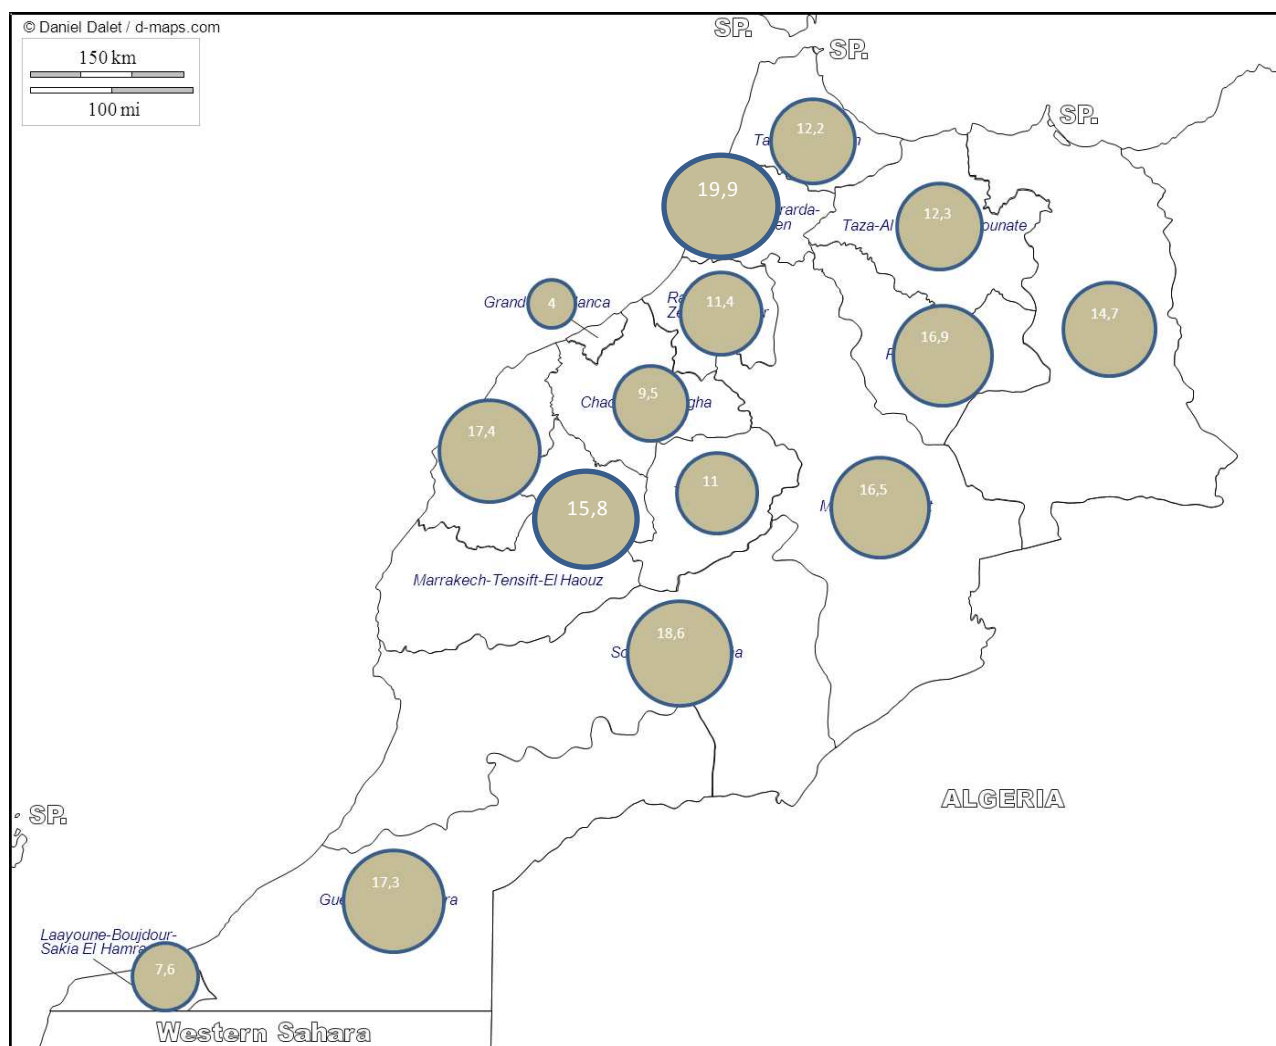 © Daniel Dalet / d-maps.com
150 km
100 mi
SP.
SP.
SP.
12,2
19,9
12,3
Taza-Al
ounate
Grand
4
anca
11,4
14,7
16,9
9,5
17,4
11
15,8
16,5
Marrakech-Tensift-El Haouz
18,6
ALGERIA
SP.
17,3
Laayoune-Boujdour-
Sakia El Hamra
7,6
Western Sahara